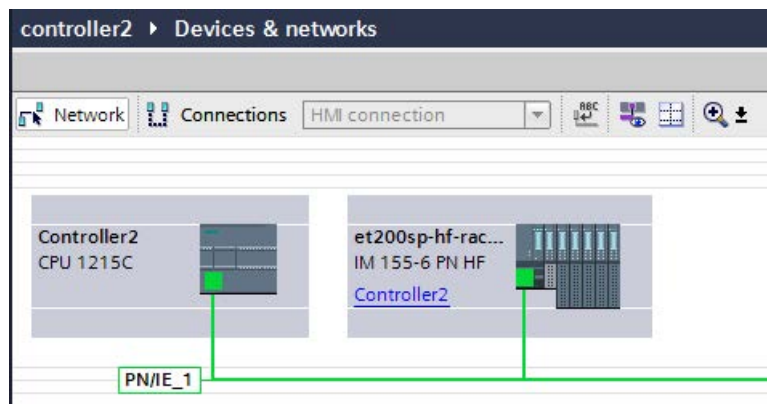 controller2 ▸ Devices & networks
Network Connections HMI connection
Controller2
CPU 1215C
et200sp-hf-rac...
IM 155-6 PN HF
Controller2
PN/IE_1